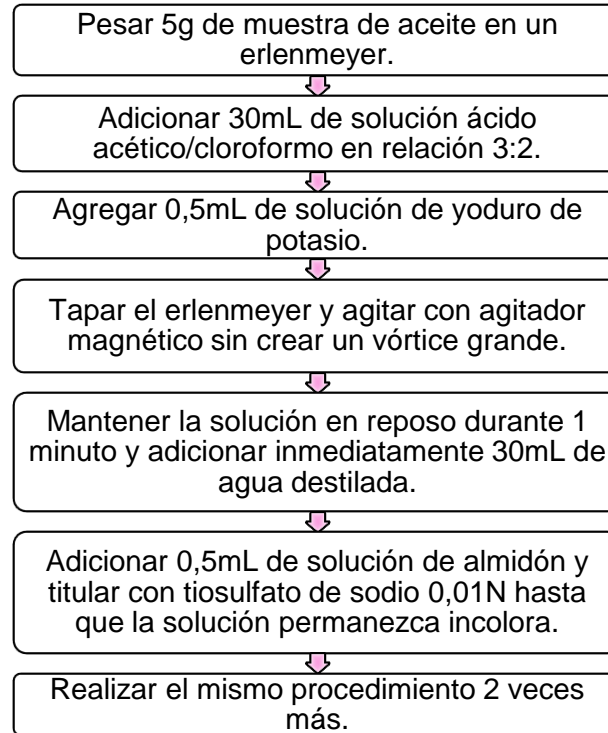 Pesar 5g de muestra de aceite en un
erlenmeyer.
Adicionar 30mL de solución ácido
acético/cloroformo en relación 3:2.
Agregar 0,5mL de solución de yoduro de
potasio.
Tapar el erlenmeyer y agitar con agitador
magnético sin crear un vórtice grande.
Mantener la solución en reposo durante 1
minuto y adicionar inmediatamente 30mL de
agua destilada.
Adicionar 0,5mL de solución de almidón y
titular con tiosulfato de sodio 0,01N hasta
que la solución permanezca incolora.
Realizar el mismo procedimiento 2 veces
más.